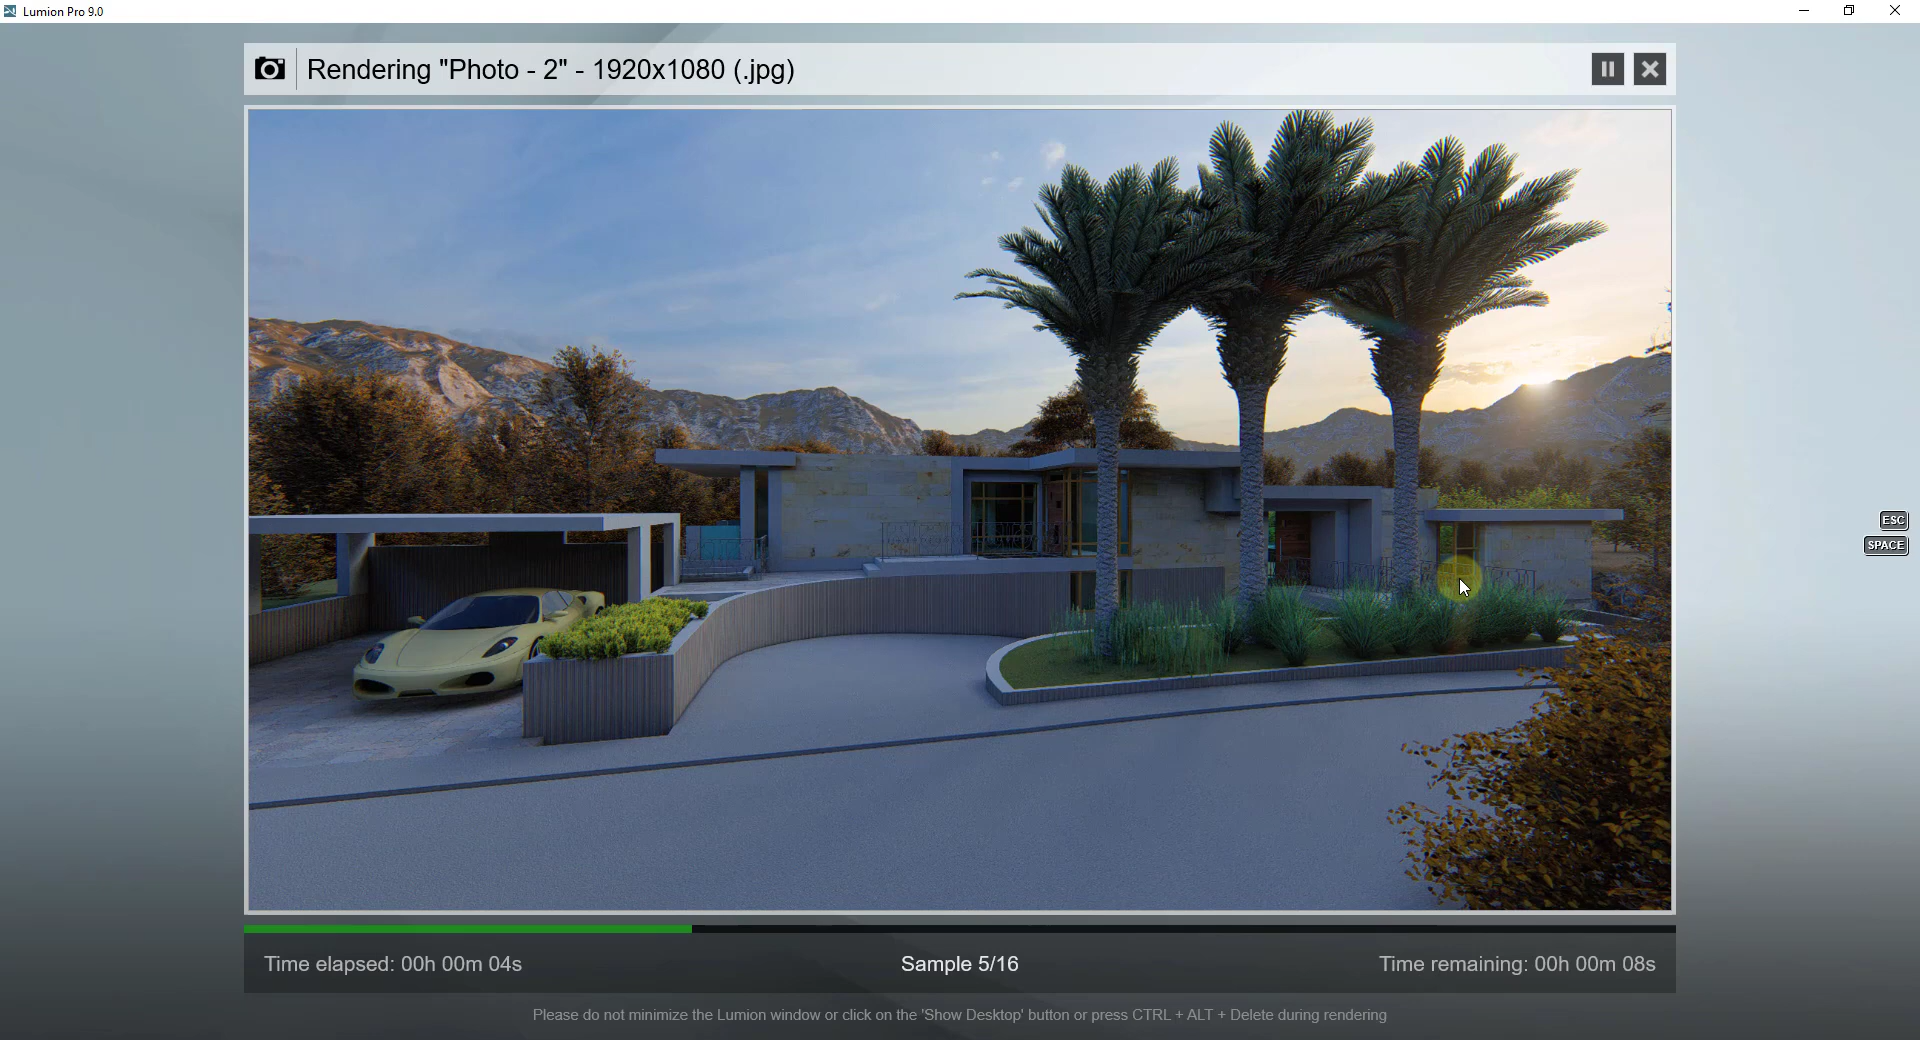 Lumion Pro 9.0
Rendering "Photo - 2" - 1920x1080 (.jpg)
ESC
SPACE
Time elapsed: 00h 00m 04s
Sample 5/16
Time remaining: 00h 00m 08s
Please do not minimize the Lumion window or click on the 'Show Desktop' button or press CTRL + ALT + Delete during rendering